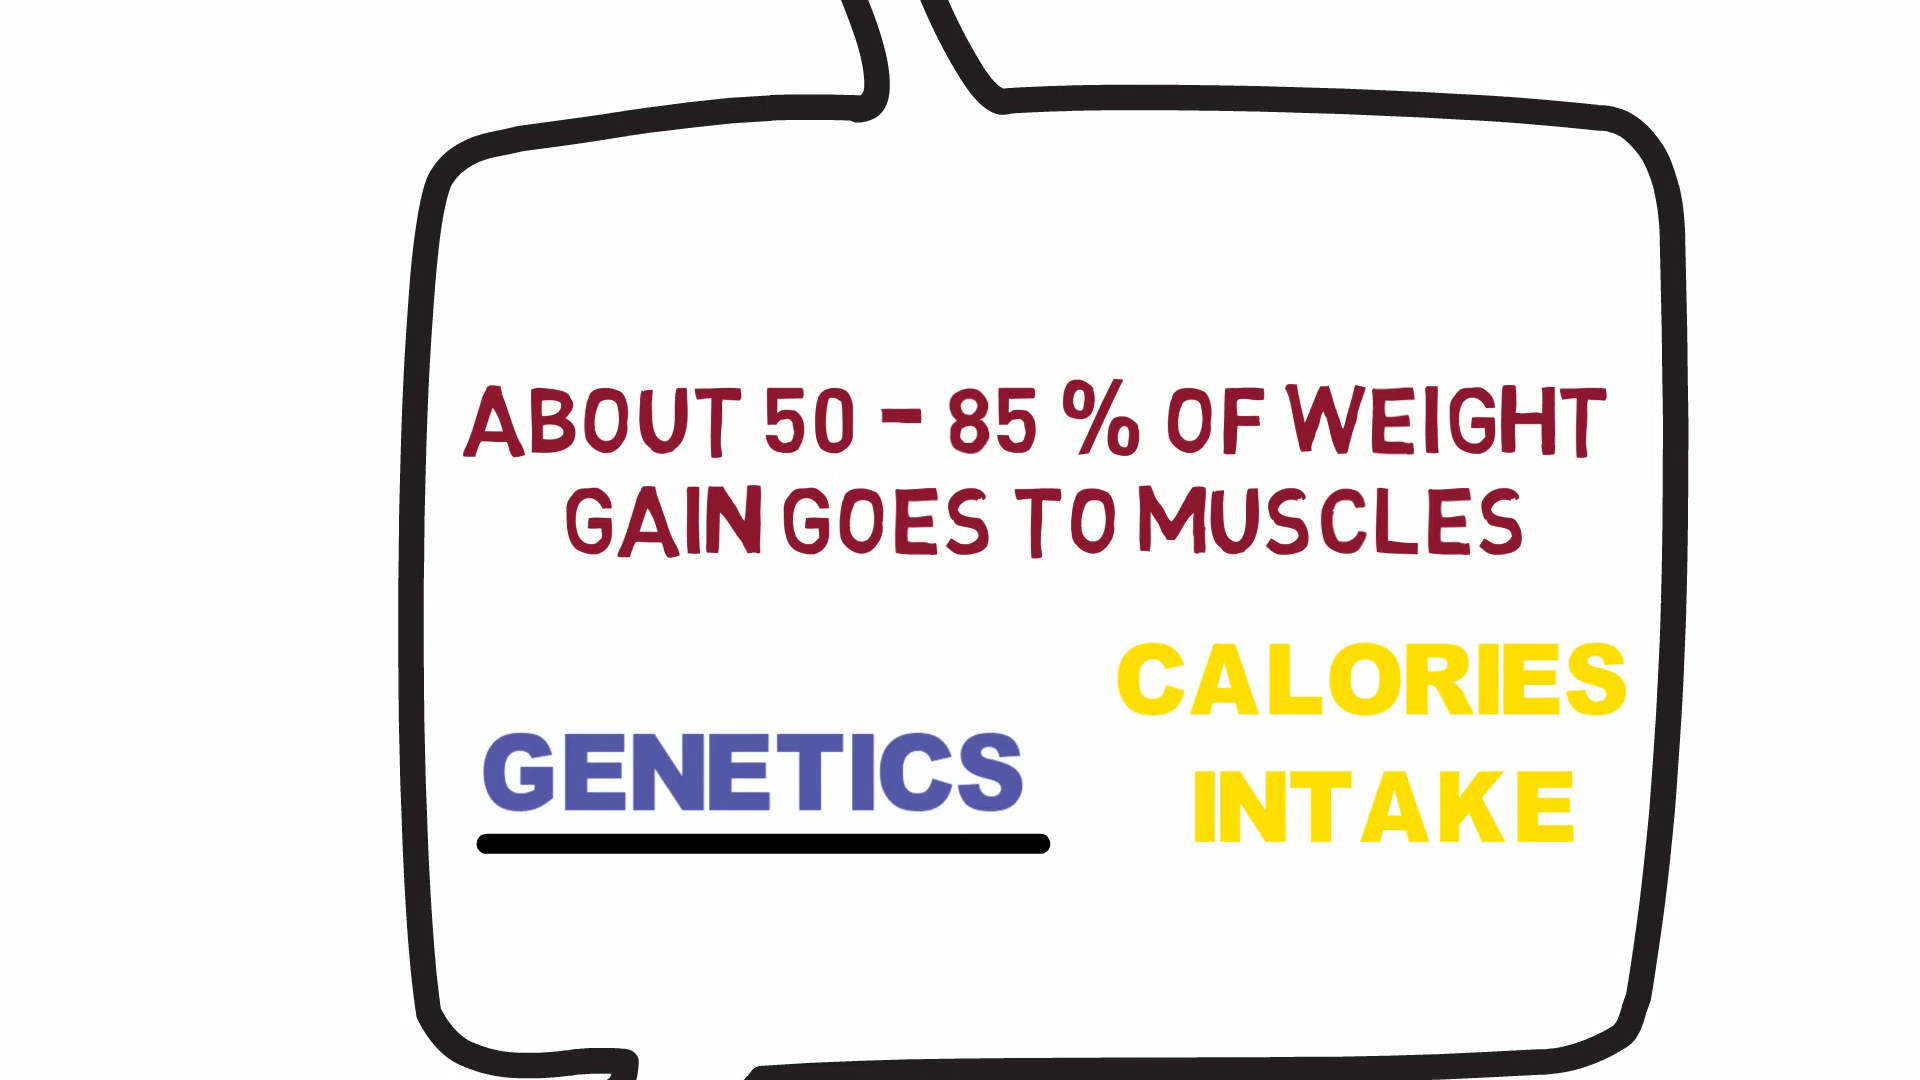 ABOUT 50 - 85 % OF WEIGHT
GAIN GOES TO MUSCLES
GENETICS
CALORIES
INTAKE